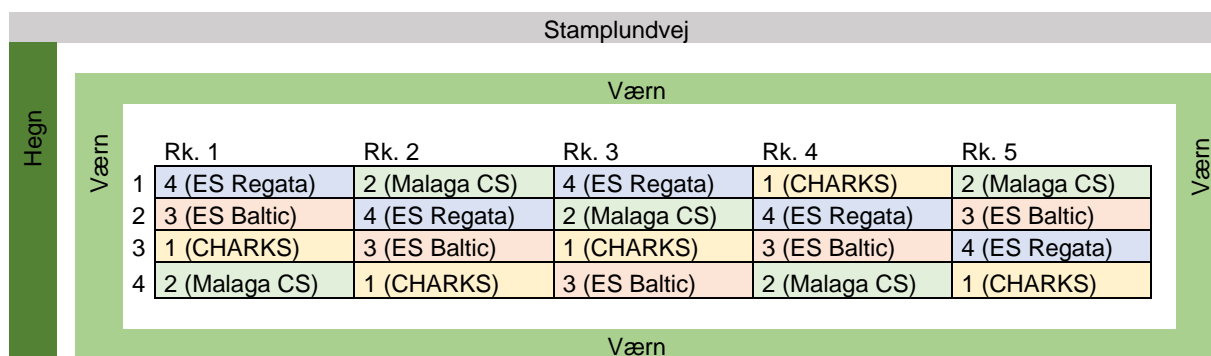 Stamplundvej
Hegn
Værn
Værn
Værn
Rk. 1 Rk. 2 Rk. 3 Rk. 4 Rk. 5
1 4 (ES Regata) 2 (Malaga CS) 4 (ES Regata) 1 (CHARKS) 2 (Malaga CS)
2 3 (ES Baltic) 4 (ES Regata) 2 (Malaga CS) 4 (ES Regata) 3 (ES Baltic)
3 1 (CHARKS) 3 (ES Baltic) 1 (CHARKS) 3 (ES Baltic) 4 (ES Regata)
4 2 (Malaga CS) 1 (CHARKS) 3 (ES Baltic) 2 (Malaga CS) 1 (CHARKS)
Værn